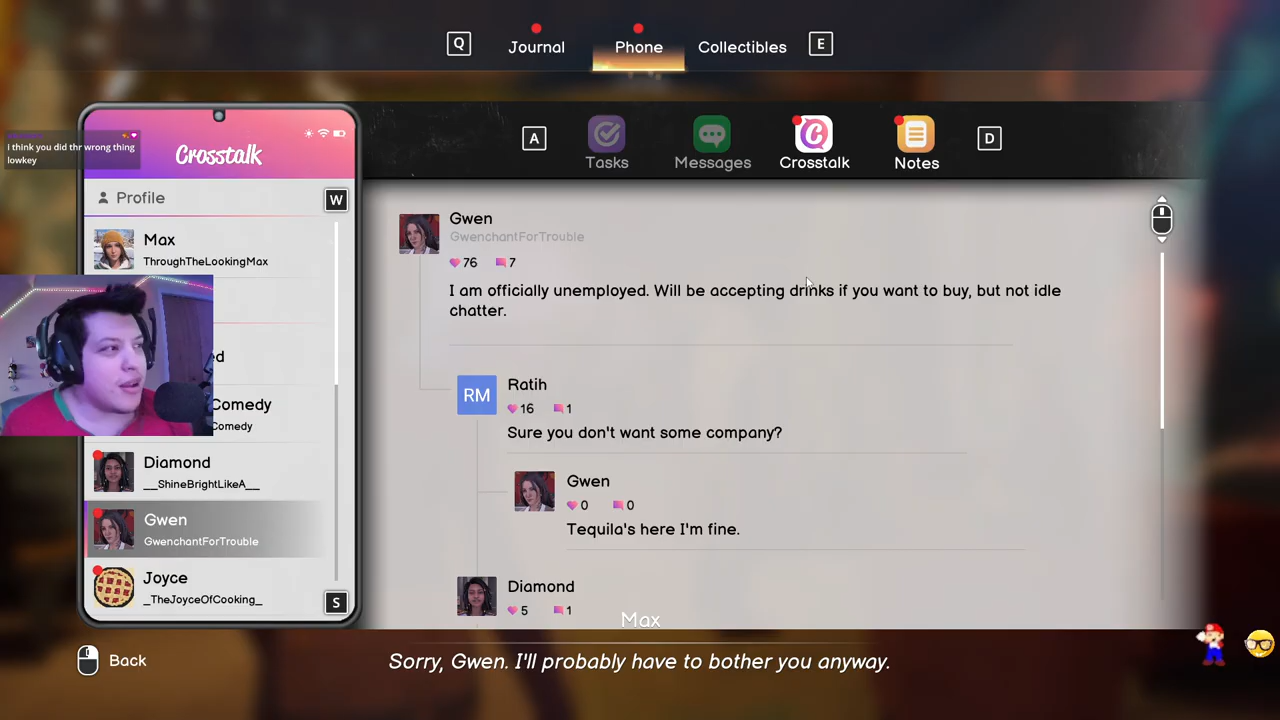 Q
Journal
Phone
Collectibles
E
i think you did thr wrong thing
lowkey
Crosstalk
Profile
W
Max
ThroughTheLookingMax
ed
Comedy
Comedy
Diamond
__ShineBrightLikeA__
Gwen
GwenchantForTrouble
Joyce
_TheJoyceOfCooking_
S
A
Tasks
Messages
Crosstalk
Notes
D
Gwen
GwenchantForTrouble
76
7
I am officially unemployed. Will be accepting drinks if you want to buy, but not idle
chatter.
RM
Ratih
16
1
Sure you don't want some company?
Gwen
0
0
Tequila's here I'm fine.
Diamond
5
1
Max
Back
Sorry, Gwen. I'll probably have to bother you anyway.